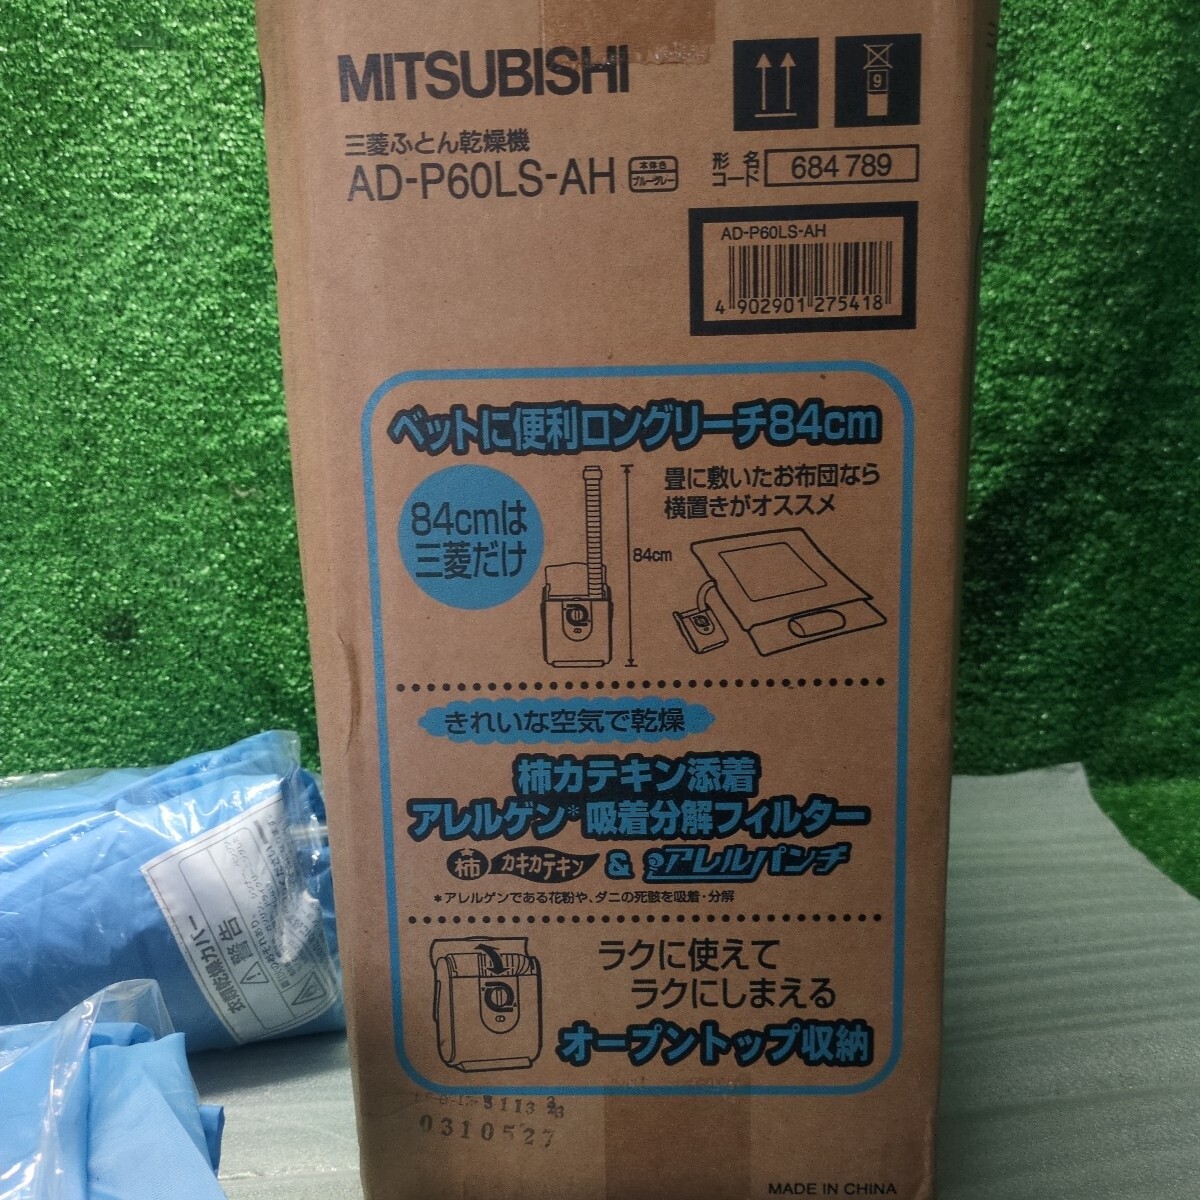 MITSUBISHI
9
三菱ふとん乾燥機
AD-P60LS-AH
本体色
ブルーグレー
形名
コード
684 789
AD-P60LS-AH
4 902901 275418
ベットに便利ロングリーチ84cm
84cmは
三菱だけ
84cm
畳に敷いたお布団なら
横置きがオススメ
きれいな空気で乾燥
柿カテキン添着
アレルゲン*吸着分解フィルター
柿 カキカテキン & アレルパンチ
*アレルゲンである花粉や、ダニの死骸を吸着・分解
ラクに使えて
ラクにしまえる
オープントップ収納
0310527
MADE IN CHINA
衣類乾燥カバー
警告